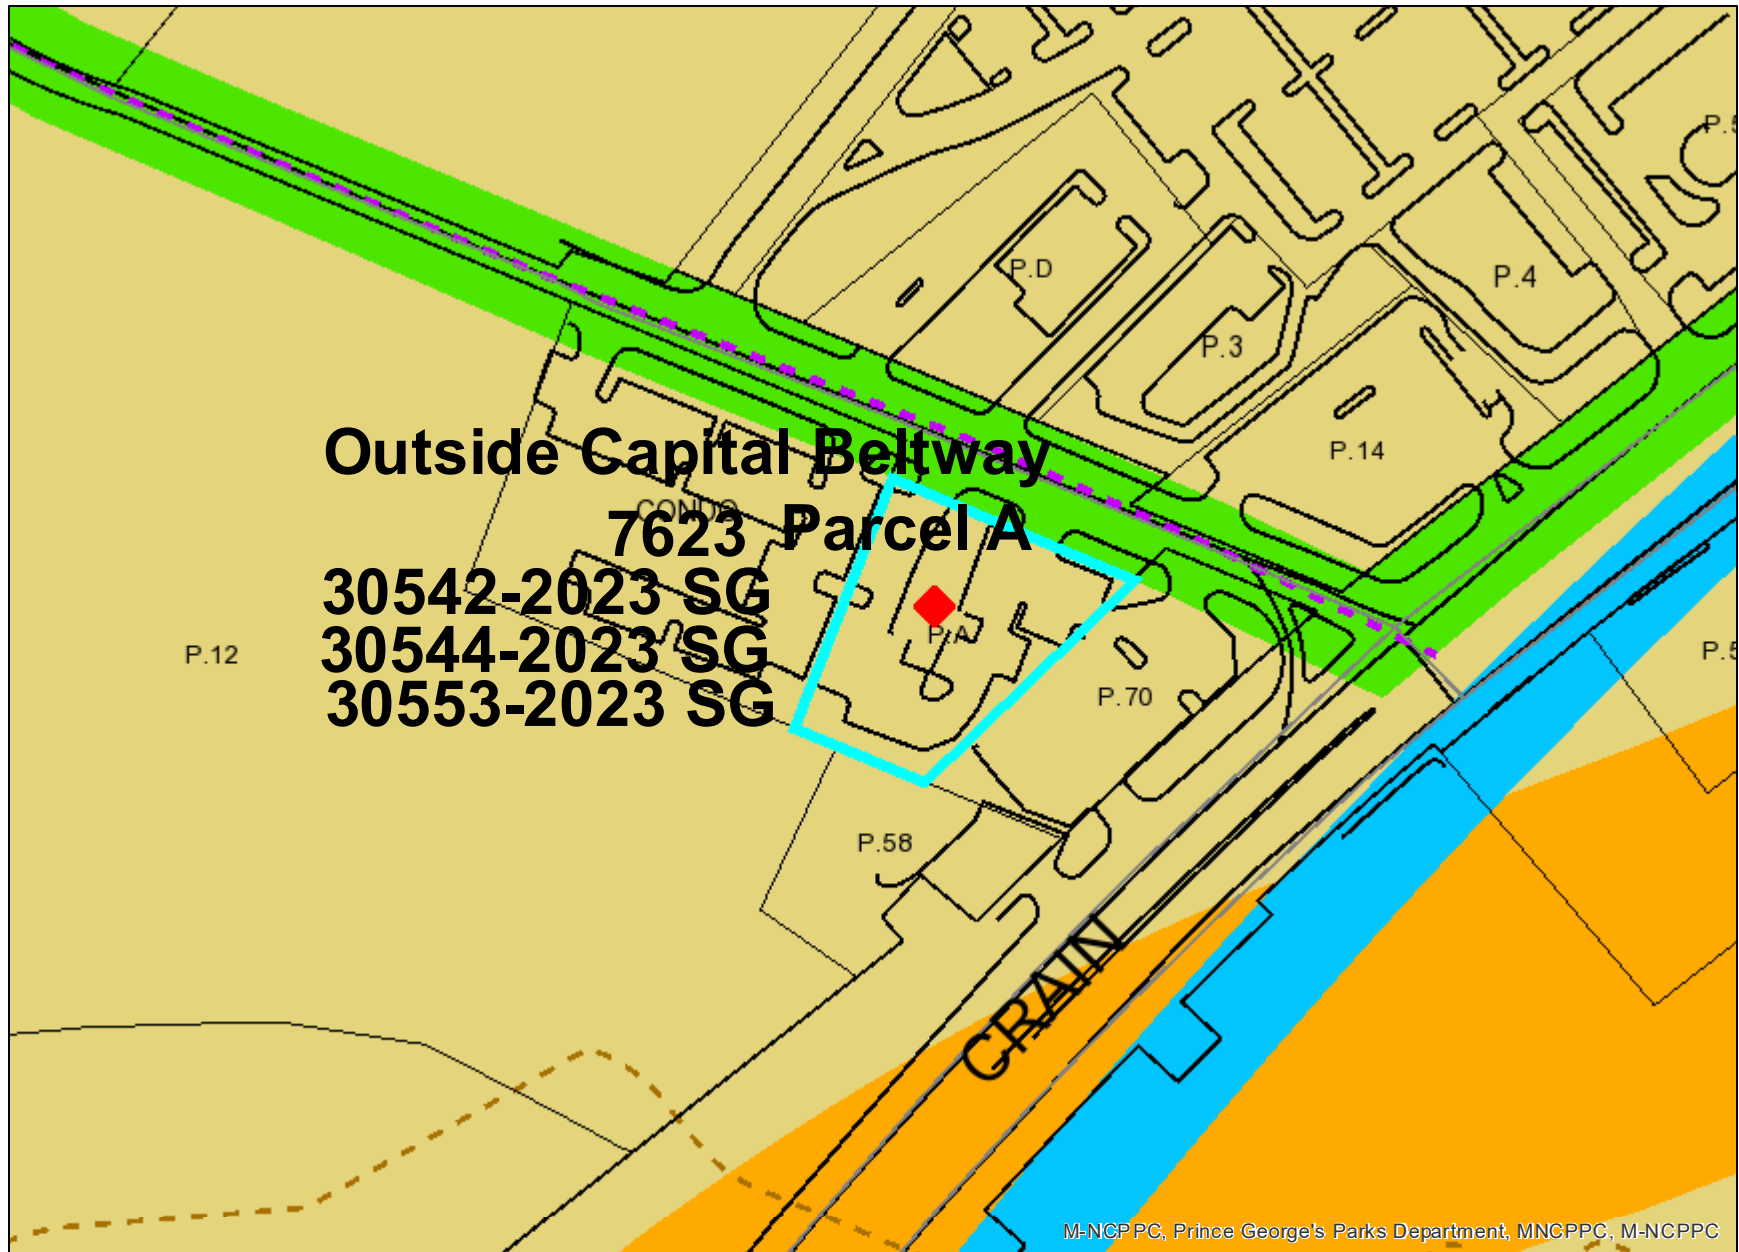 P.5
P.D
P.4
P.3
P.14
Outside Capital Beltway
CONDO
7623 Parcel A
30542-2023 SG
P.A
30544-2023 SG
P.12
P.5
30553-2023 SG
P.70
P.58
CRAIN
M-NCPPC, Prince George's Parks Department, MNCPPC, M-NCPPC